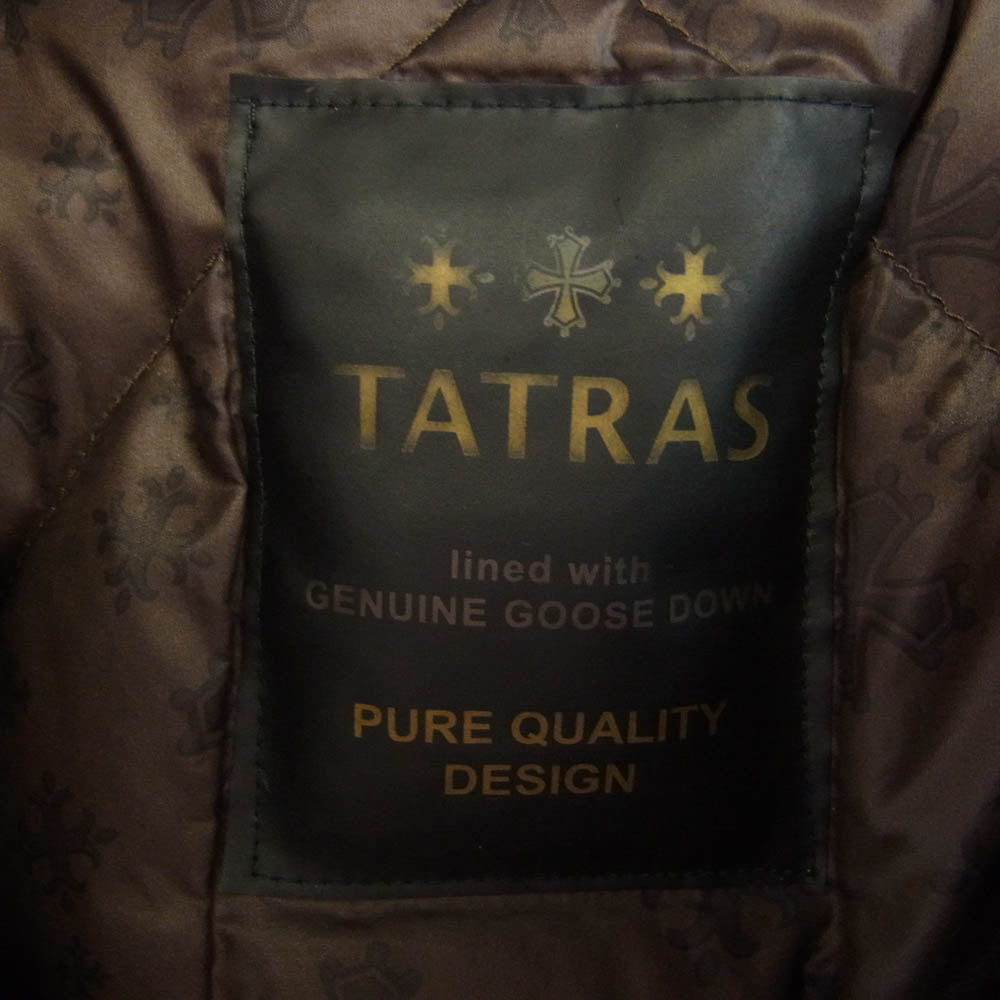 TATRAS
lined with
GENUINE GOOSE DOWN
PURE QUALITY
DESIGN